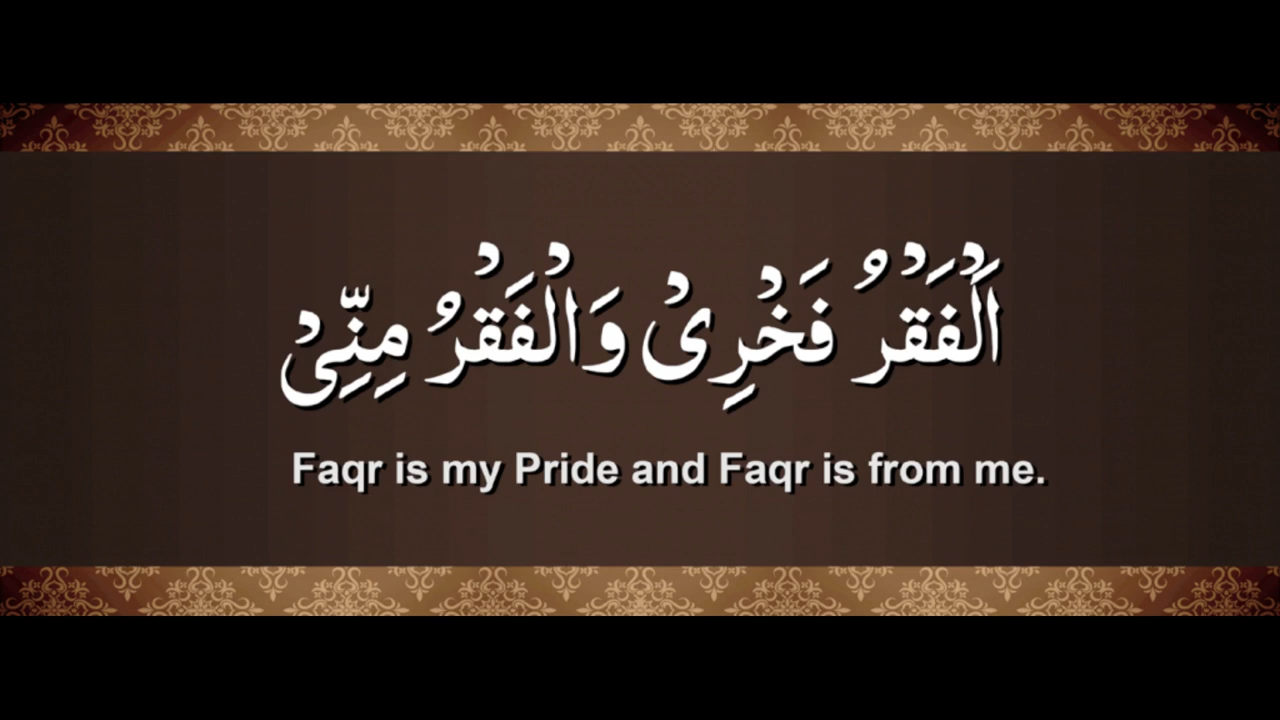 اَلْفَقْرُ فَخْرِیْ وَالْفَقْرُ مِنِّیْ
Faqr is my Pride and Faqr is from me.